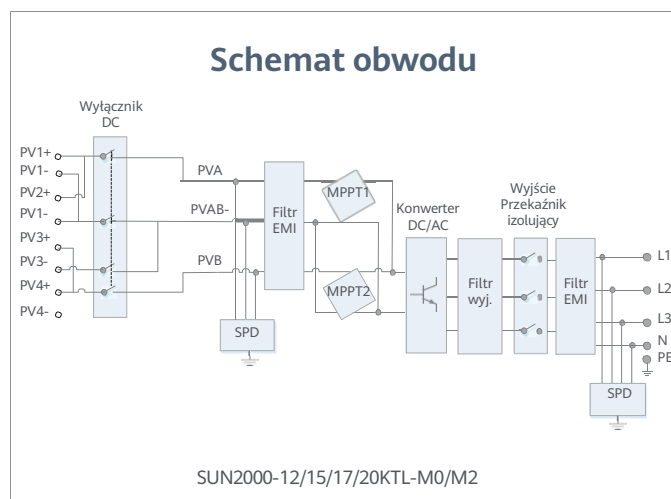 Schemat obwodu
Wyłącznik
DC
PV1+
PV1-
PV2+
PV1-
PV3+
PV3-
PV4+
PV4-
PVA
PVAB-
PVB
SPD
Filtr
EMI
MPPT1
MPPT2
Konwerter
DC/AC
Filtr
wyj.
Wyjście
Przekaźnik
izolujący
Filtr
EMI
L1
L2
L3
N
PE
SPD
SUN2000-12/15/17/20KTL-M0/M2